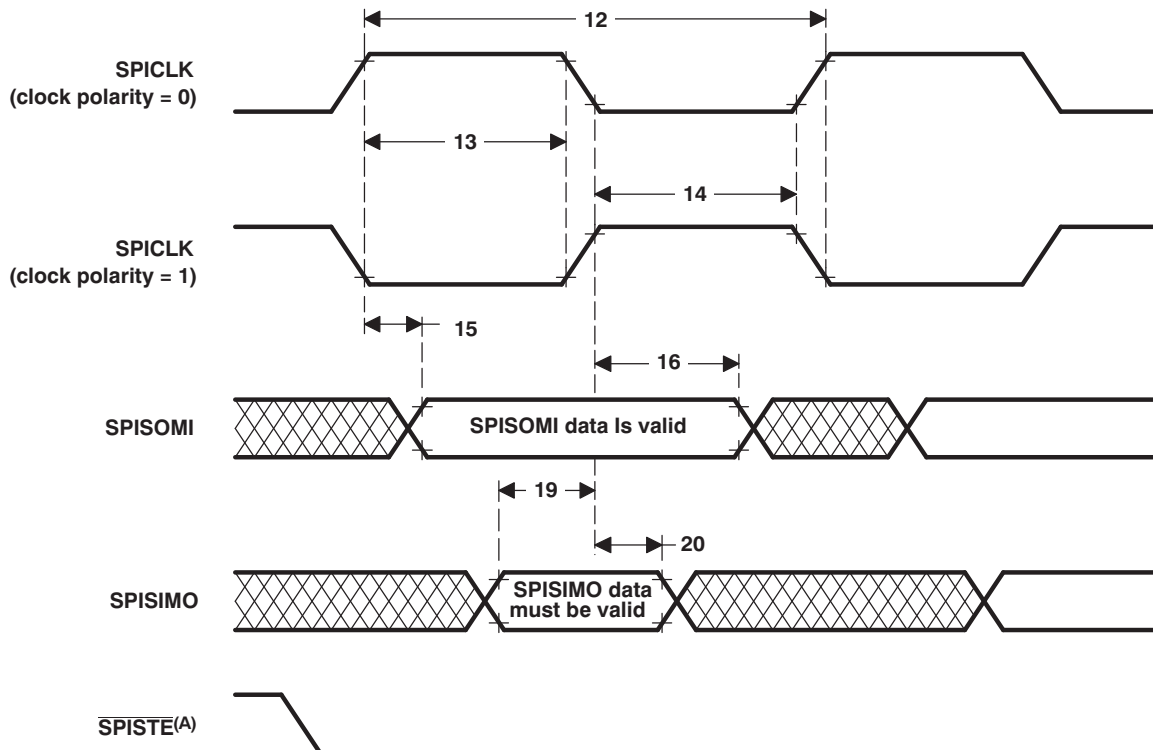 12
SPICLK
(clock polarity = 0)
13
14
SPICLK
(clock polarity = 1)
15
16
SPISOMI
SPISOMI data Is valid
19
20
SPISIMO
SPISIMO data
must be valid
SPISTE(A)